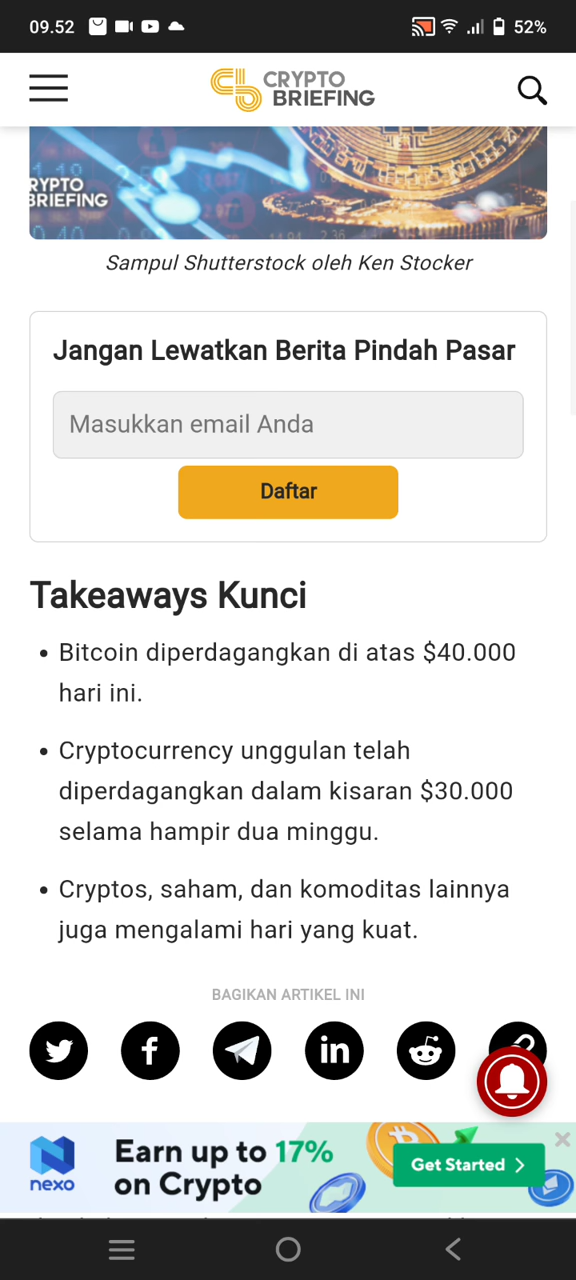 09.52
52%
CRYPTO
BRIEFING
RYPTO
BRIEFING
Sampul Shutterstock oleh Ken Stocker
Jangan Lewatkan Berita Pindah Pasar
Masukkan email Anda
Daftar
Takeaways Kunci
• Bitcoin diperdagangkan di atas $40.000
hari ini.
• Cryptocurrency unggulan telah
diperdagangkan dalam kisaran $30.000
selama hampir dua minggu.
• Cryptos, saham, dan komoditas lainnya
juga mengalami hari yang kuat.
BAGIKAN ARTIKEL INI
nexo
Earn up to 17%
on Crypto
Get Started